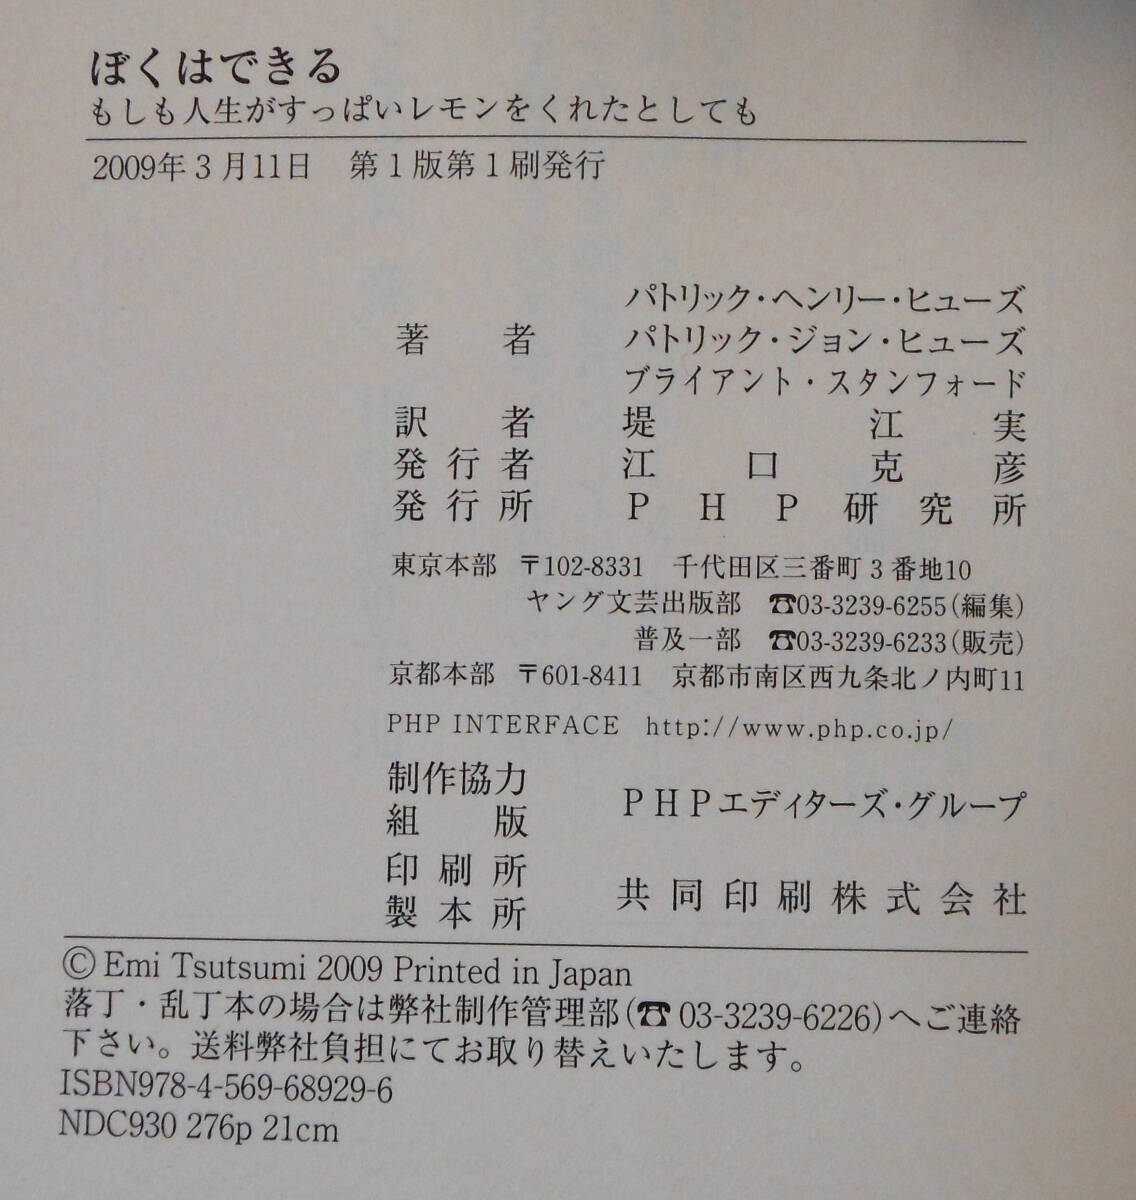 ぼくはできる
もしも人生がすっぱいレモンをくれたとしても
2009年3月11日　第1版第1刷発行
パトリック・ヘンリー・ヒューズ
著者　パトリック・ジョン・ヒューズ
ブライアント・スタンフォード
訳者　堤江実
発行者　江口克彦
発行所　PHP研究所
東京本部　〒102-8331　千代田区三番町3番地10
ヤング文芸出版部　☎03-3239-6255(編集)
普及一部　☎03-3239-6233(販売)
京都本部　〒601-8411　京都市南区西九条北ノ内町11
PHP INTERFACE　http://www.php.co.jp/
制作協力
組版　PHPエディターズ・グループ
印刷所
製本所　共同印刷株式会社
© Emi Tsutsumi 2009 Printed in Japan
落丁・乱丁本の場合は弊社制作管理部(☎03-3239-6226)へご連絡
下さい。送料弊社負担にてお取り替えいたします。
ISBN978-4-569-68929-6
NDC930 276p 21cm